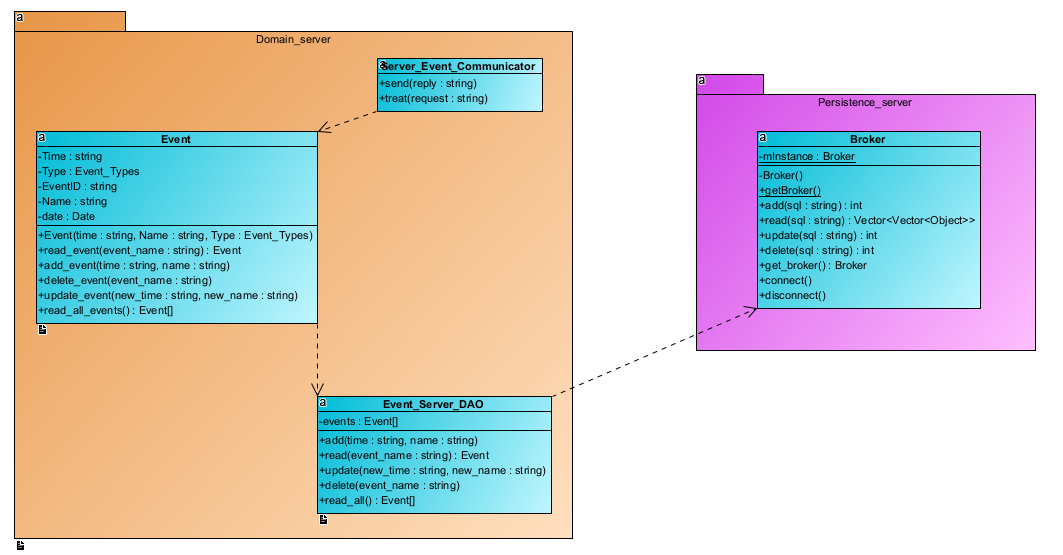 a
Domain_server
a
Server_Event_Communicator
+send(reply : string)
+treat(request : string)
a
Event
-Time : string
-Type : Event_Types
-EventID : string
-Name : string
-date : Date
+Event(time : string, Name : string, Type : Event_Types)
+read_event(event_name : string) : Event
+add_event(time : string, name : string)
+delete_event(event_name : string)
+update_event(new_time : string, new_name : string)
+read_all_events() : Event[]
a
Event_Server_DAO
-events : Event[]
+add(time : string, name : string)
+read(event_name : string) : Event
+update(new_time : string, new_name : string)
+delete(event_name : string)
+read_all() : Event[]
a
Persistence_server
a
Broker
-mInstance : Broker
-Broker()
+getBroker()
+add(sql : string) : int
+read(sql : string) : Vector<Vector<Object>>
+update(sql : string) : int
+delete(sql : string) : int
+get_broker() : Broker
+connect()
+disconnect()